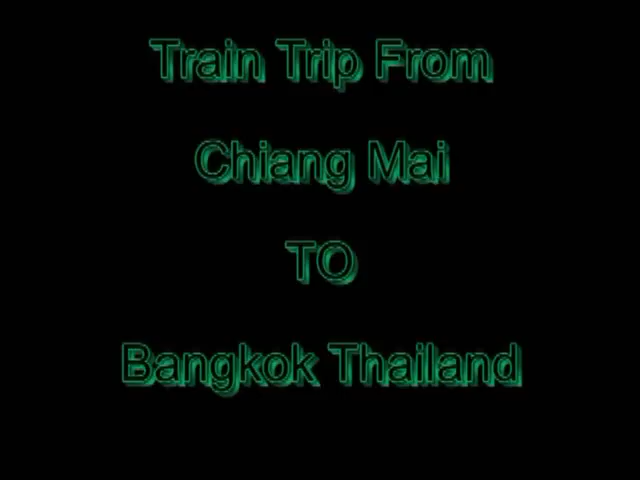 Train Trip From
Chiang Mai
TO
Bangkok Thailand